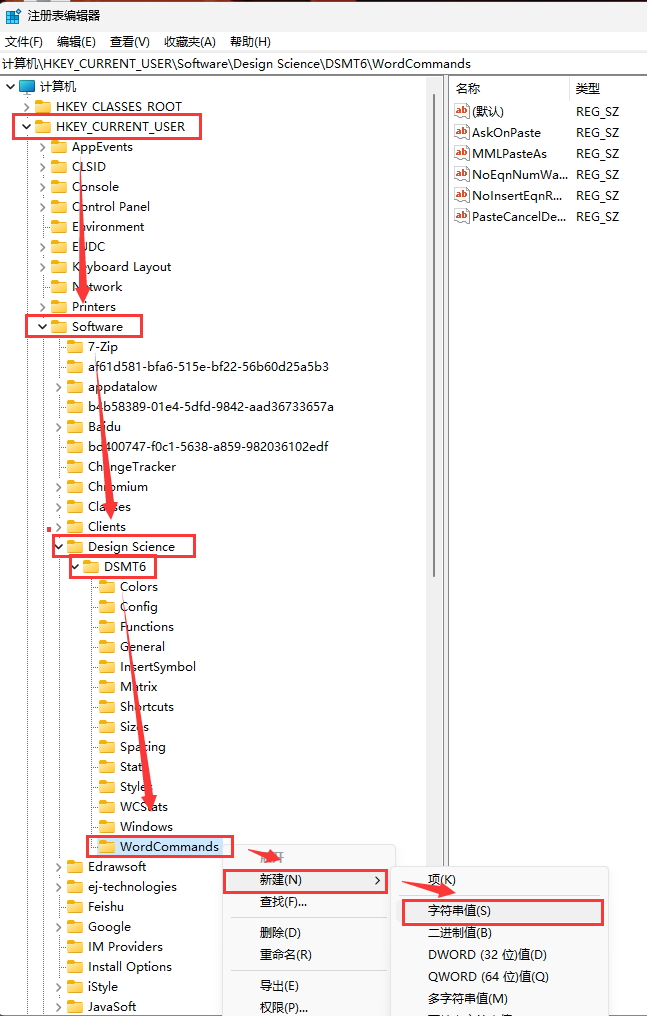 注册表编辑器
文件(F) 编辑(E) 查看(V) 收藏夹(A) 帮助(H)
计算机\HKEY_CURRENT_USER\Software\Design Science\DSMT6\WordCommands
计算机
HKEY_CLASSES_ROOT
HKEY_CURRENT_USER
AppEvents
CLSID
Console
Control Panel
Environment
EUDC
Keyboard Layout
Network
Printers
Software
7-Zip
af61d581-bfa6-515e-bf22-56b60d25a5b3
appdatalow
b4b58389-01e4-5dfd-9842-aad36733657a
Baidu
bd400747-f0c1-5638-a859-982036102edf
ChangeTracker
Chromium
Classes
Clients
Design Science
DSMT6
Colors
Config
Functions
General
InsertSymbol
Matrix
Shortcuts
Sizes
Spacing
Stats
Styles
WCStats
Windows
WordCommands
Edrawsoft
ej-technologies
Feishu
Google
IM Providers
Install Options
iStyle
JavaSoft
名称 类型
(默认) REG_SZ
AskOnPaste REG_SZ
MMLPasteAs REG_SZ
NoEqnNumWa... REG_SZ
NoInsertEqnR... REG_SZ
PasteCancelDe... REG_SZ
展开
新建(N)
查找(F)...
删除(D)
重命名(R)
导出(E)
权限(P)...
项(K)
字符串值(S)
二进制值(B)
DWORD (32 位)值(D)
QWORD (64 位)值(Q)
多字符串值(M)